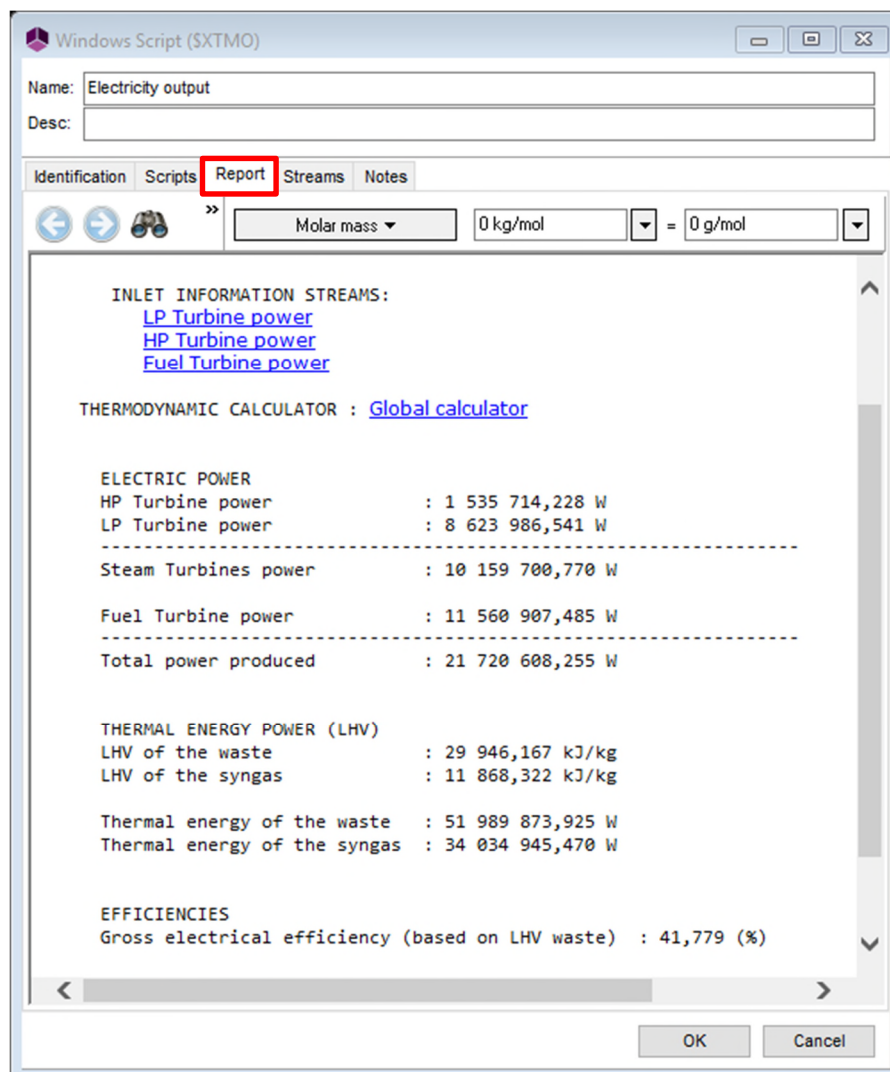 Windows Script ($XTMO)
Name: Electricity output
Desc:
Identification Scripts Report Streams Notes
» Molar mass 0 kg/mol = 0 g/mol
INLET INFORMATION STREAMS:
LP Turbine power
HP Turbine power
Fuel Turbine power
THERMODYNAMIC CALCULATOR : Global calculator
ELECTRIC POWER
HP Turbine power : 1 535 714,228 W
LP Turbine power : 8 623 986,541 W
-----------------------------------------------------------------
Steam Turbines power : 10 159 700,770 W
Fuel Turbine power : 11 560 907,485 W
-----------------------------------------------------------------
Total power produced : 21 720 608,255 W
THERMAL ENERGY POWER (LHV)
LHV of the waste : 29 946,167 kJ/kg
LHV of the syngas : 11 868,322 kJ/kg
Thermal energy of the waste : 51 989 873,925 W
Thermal energy of the syngas : 34 034 945,470 W
EFFICIENCIES
Gross electrical efficiency (based on LHV waste) : 41,779 (%)
OK Cancel